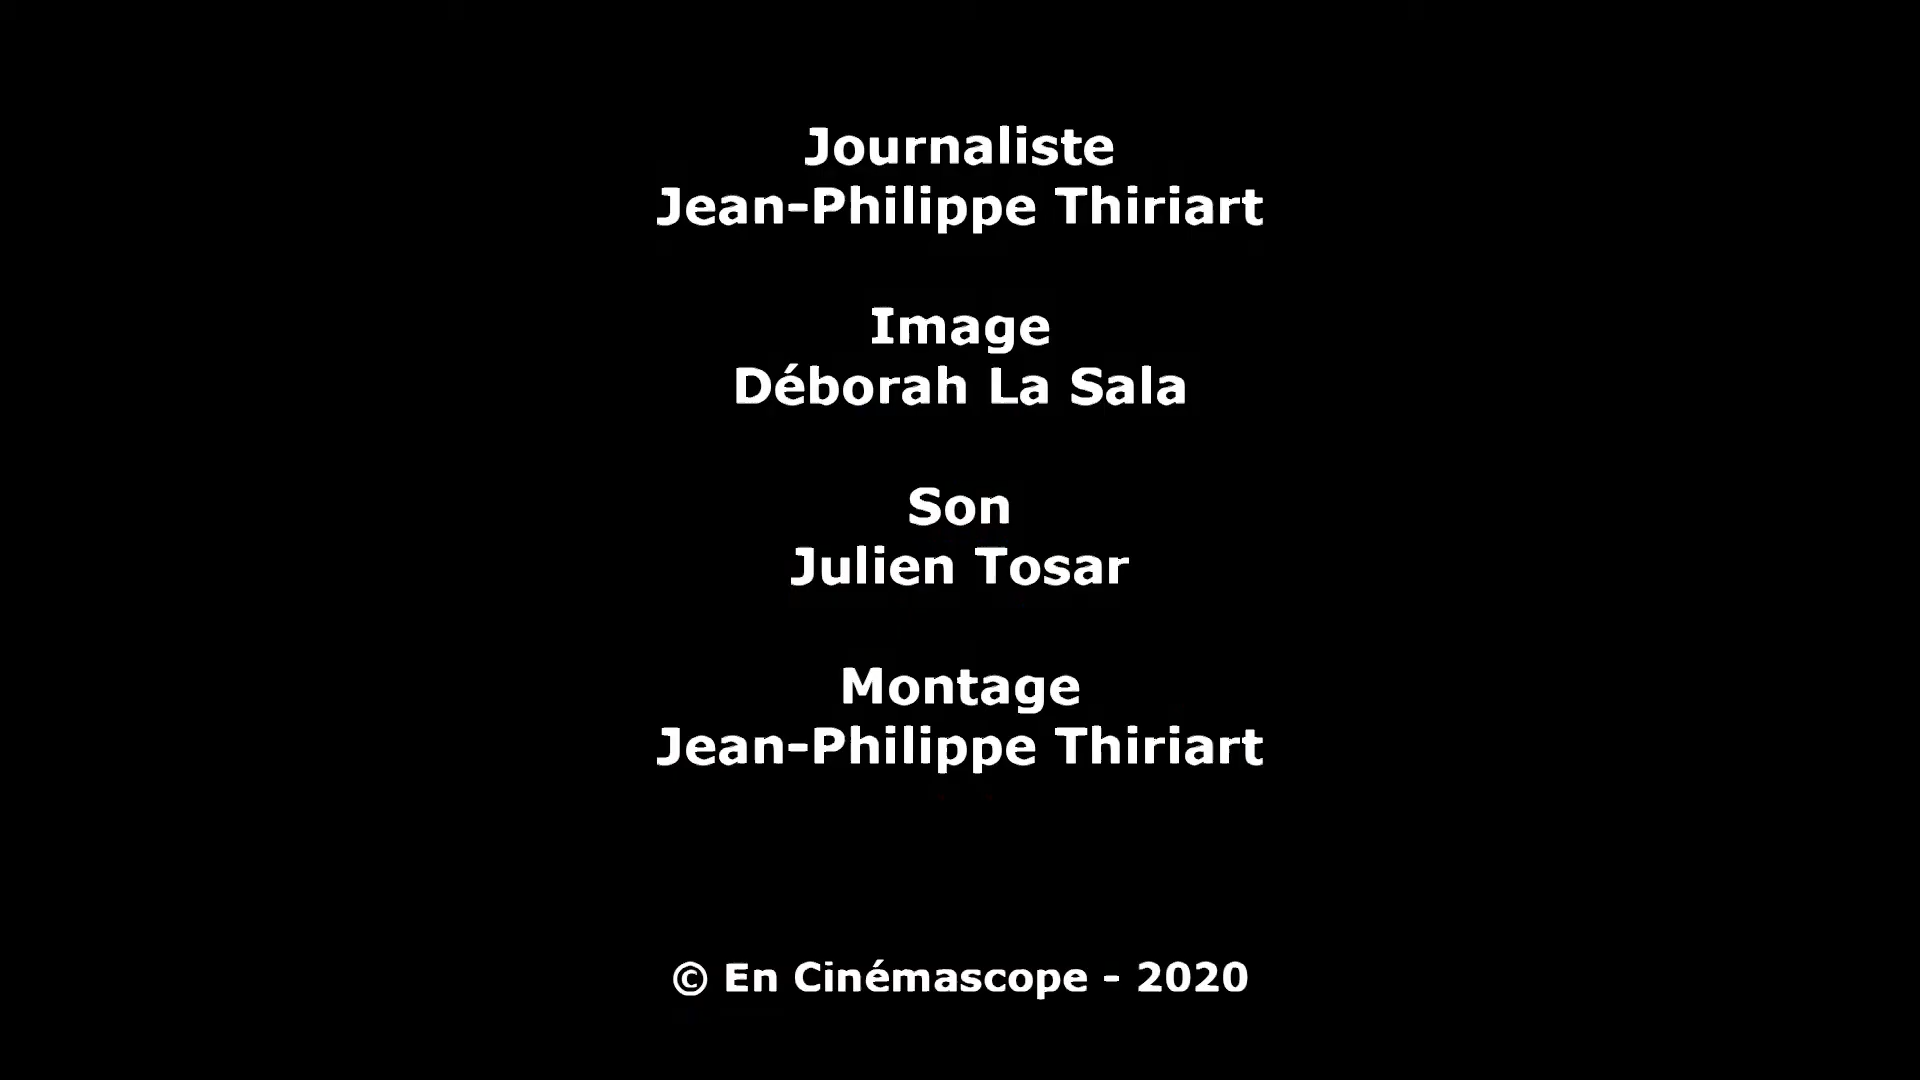 Journaliste
Jean-Philippe Thiriart
Image
Déborah La Sala
Son
Julien Tosar
Montage
Jean-Philippe Thiriart
© En Cinémascope - 2020